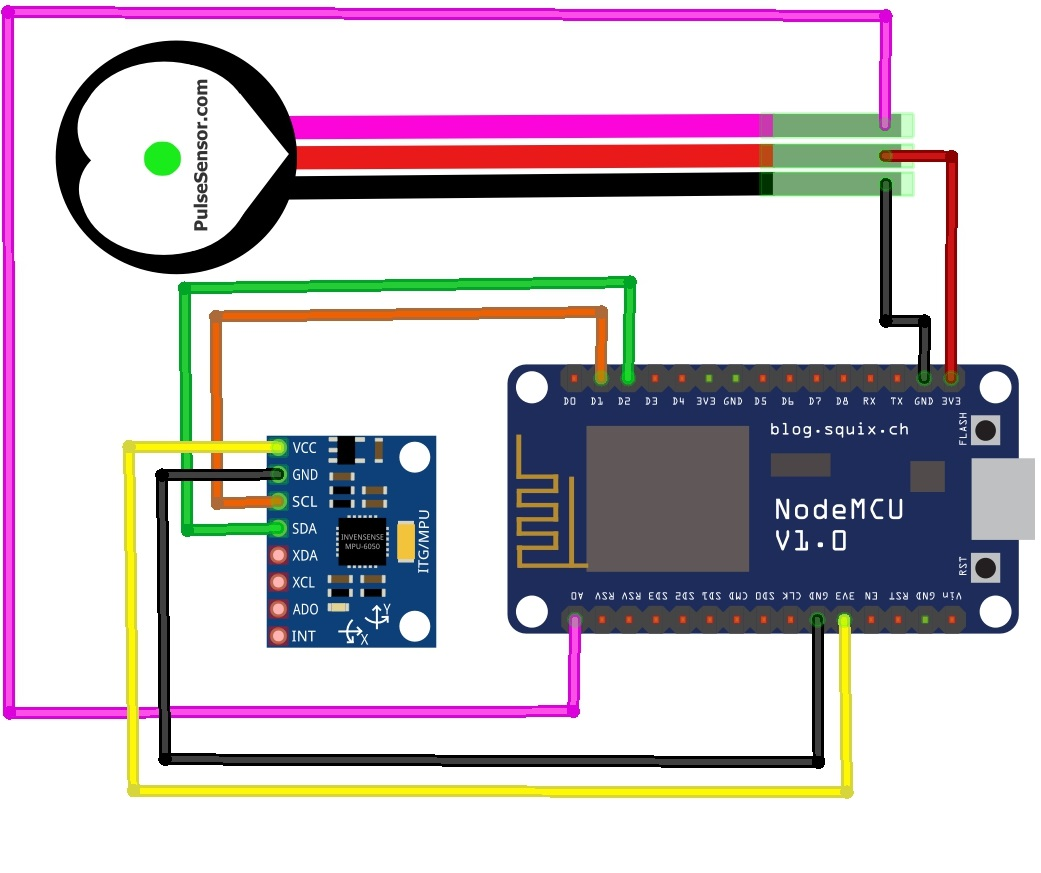 PulseSensor.com
D0 D1 D2 D3 D4 3V3 GND D5 D6 D7 D8 RX TX GND 3V3
blog.squix.ch
FLASH
NodeMCU
V1.0
RST
A0 RSV RSV SD3 SD2 SD1 CMD SD0 CLK GND 3V3 EN RST GND Vin
VCC
GND
SCL
SDA
XDA
XCL
ADO
INT
INVENSENSE
MPU-6050
ITG/MPU
Y
X